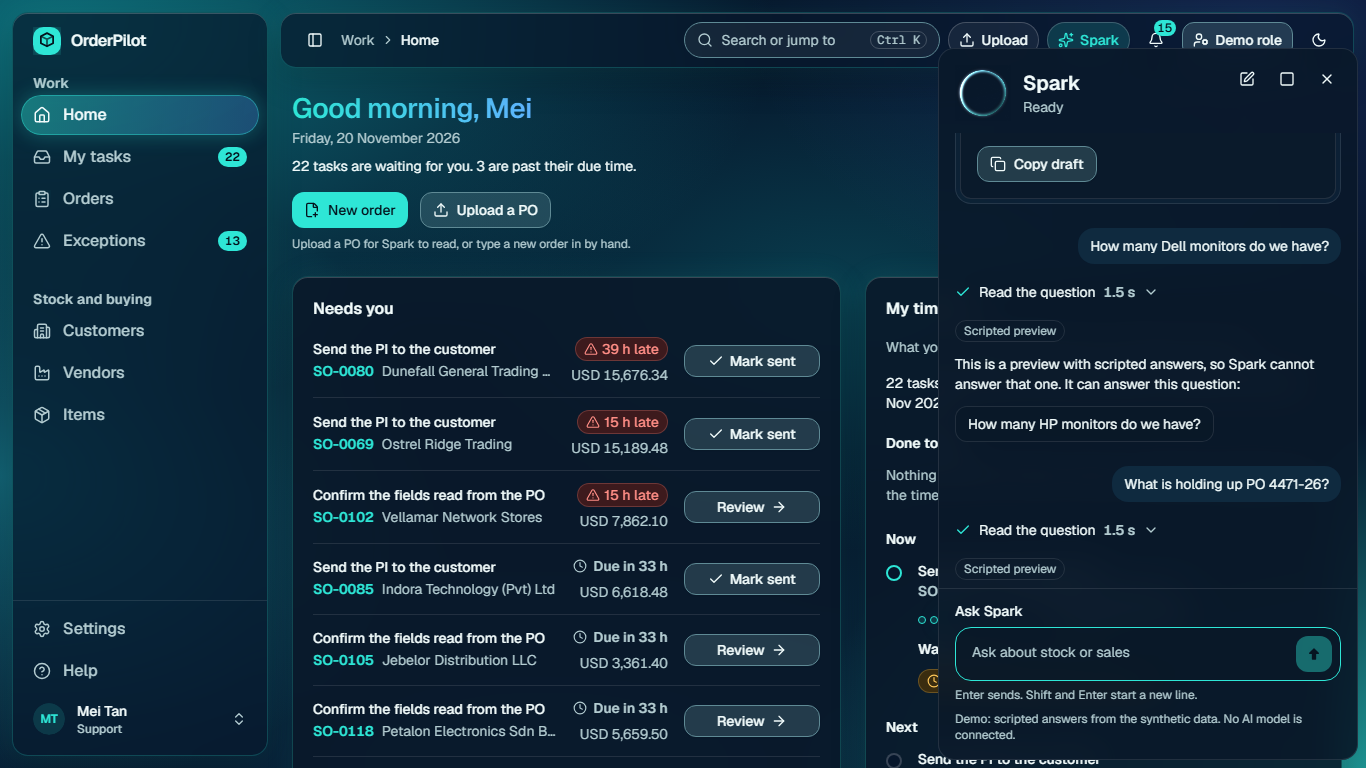 OrderPilot
Work
Home
My tasks
22
Orders
Exceptions
13
Stock and buying
Customers
Vendors
Items
Settings
Help
MT
Mei Tan
Support
Work
Home
Search or jump to
Ctrl K
Upload
Spark
15
Demo role
Good morning, Mei
Friday, 20 November 2026
22 tasks are waiting for you. 3 are past their due time.
New order
Upload a PO
Upload a PO for Spark to read, or type a new order in by hand.
Needs you
Send the PI to the customer
39 h late
SO-0080 Dunefall General Trading ...
USD 15,676.34
Mark sent
Send the PI to the customer
15 h late
SO-0069 Ostrel Ridge Trading
USD 15,189.48
Mark sent
Confirm the fields read from the PO
15 h late
SO-0102 Vellamar Network Stores
USD 7,862.10
Review
Send the PI to the customer
Due in 33 h
SO-0085 Indora Technology (Pvt) Ltd
USD 6,618.48
Mark sent
Confirm the fields read from the PO
Due in 33 h
SO-0105 Jebelor Distribution LLC
USD 3,361.40
Review
Confirm the fields read from the PO
Due in 33 h
SO-0118 Petalon Electronics Sdn B...
USD 5,659.50
Review
My tim
What yo
22 tasks
Nov 202
Done to
Nothing
the time
Now
Ser
SO
Wa
Next
Send the PI to the customer
Spark
Ready
Copy draft
How many Dell monitors do we have?
Read the question 1.5 s
Scripted preview
This is a preview with scripted answers, so Spark cannot
answer that one. It can answer this question:
How many HP monitors do we have?
What is holding up PO 4471-26?
Read the question 1.5 s
Scripted preview
Ask Spark
Ask about stock or sales
Enter sends. Shift and Enter start a new line.
Demo: scripted answers from the synthetic data. No AI model is
connected.